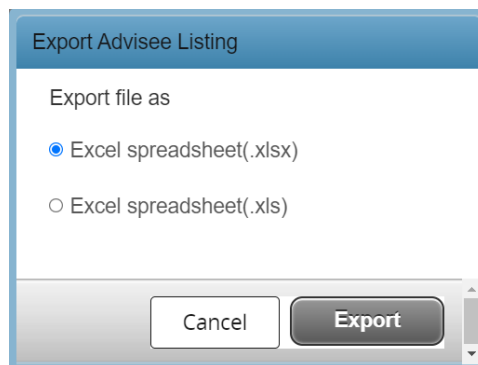 Export Advisee Listing
Export file as
Excel spreadsheet(.xlsx)
Excel spreadsheet(.xls)
Cancel
Export